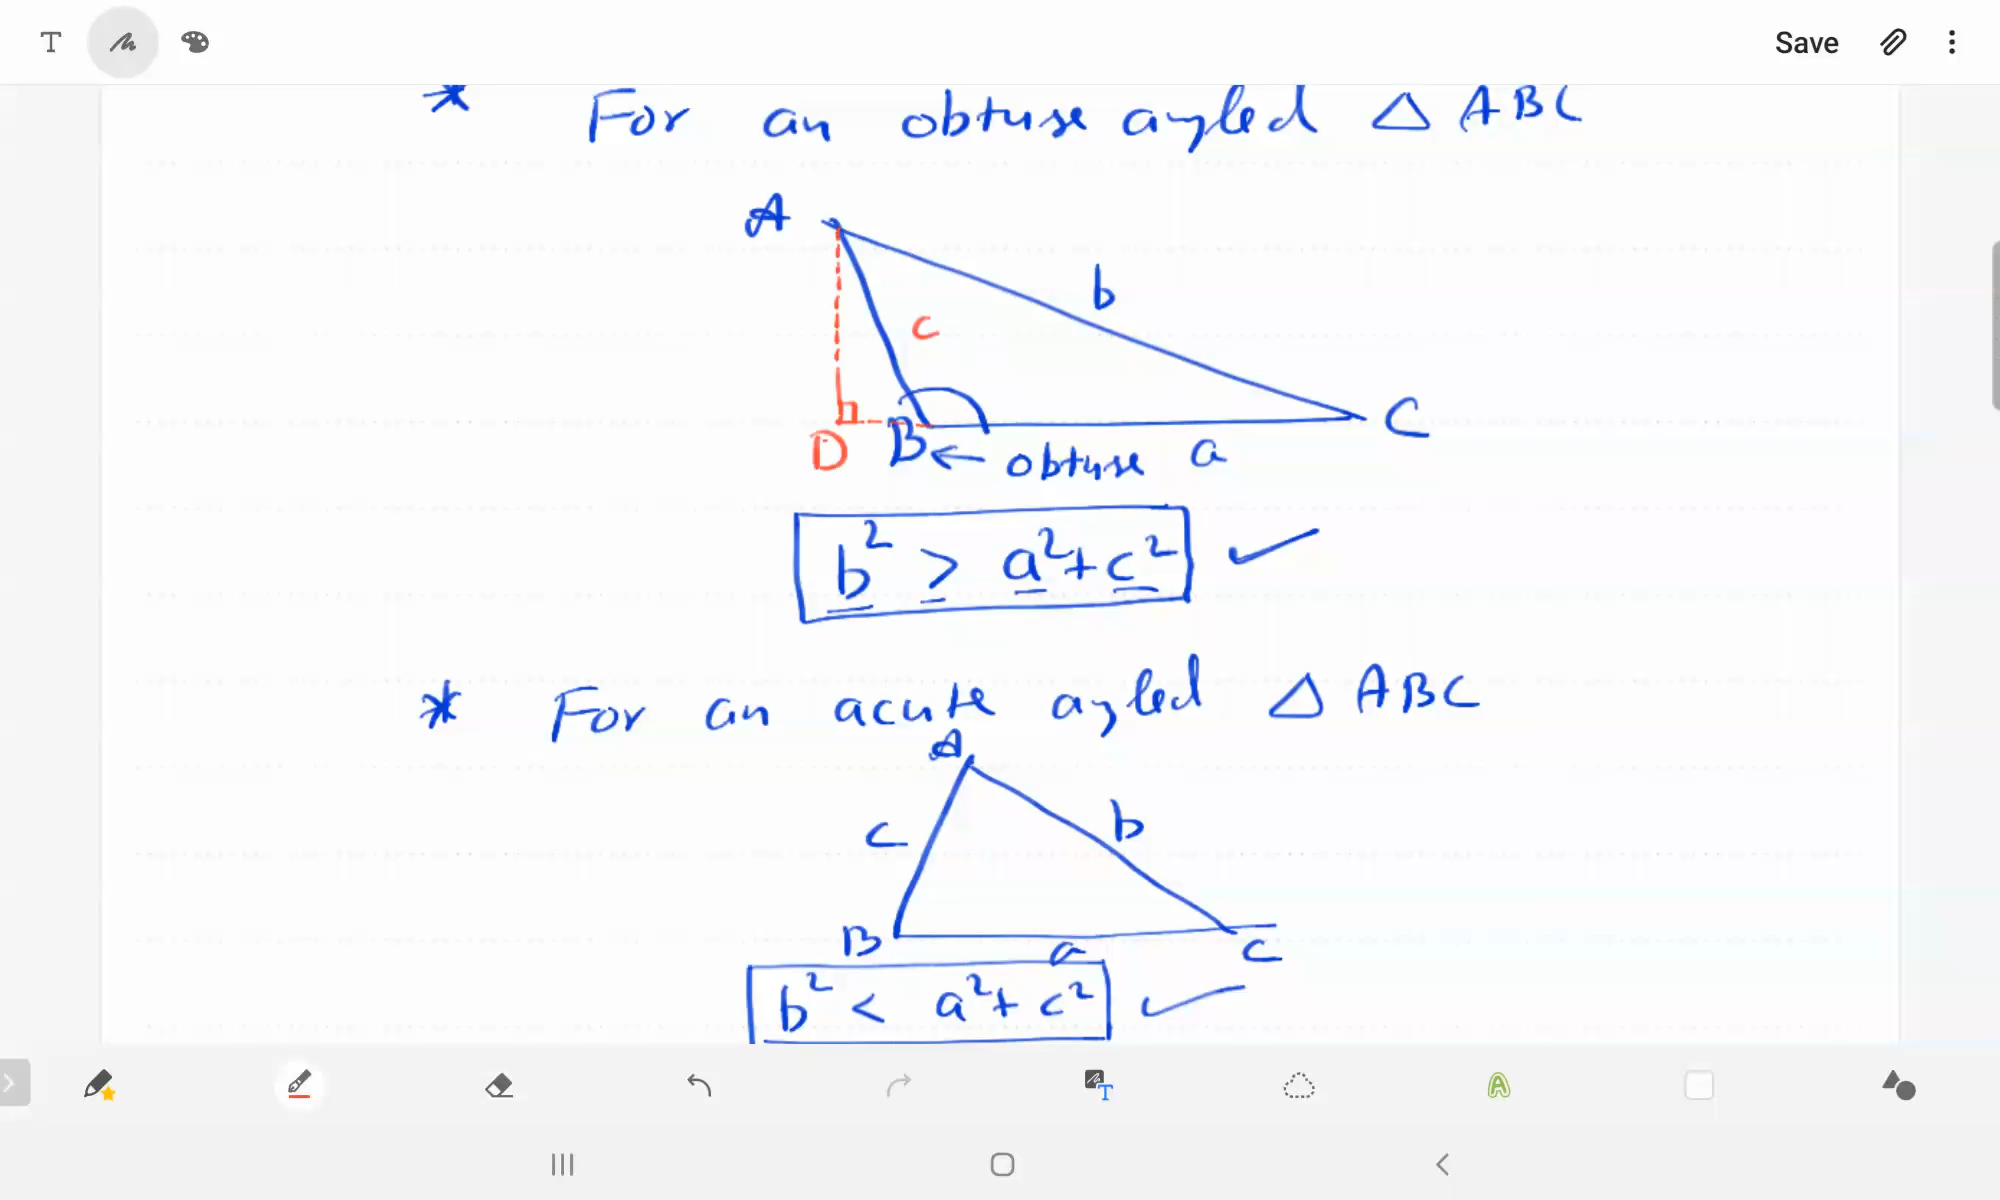 Save
* For an obtuse angled △ ABC
A
b
c
D B ← obtuse a C
b² > a²+c² ✓
* For an acute angled △ ABC
A
c b
B a C
b² < a²+c² ✓